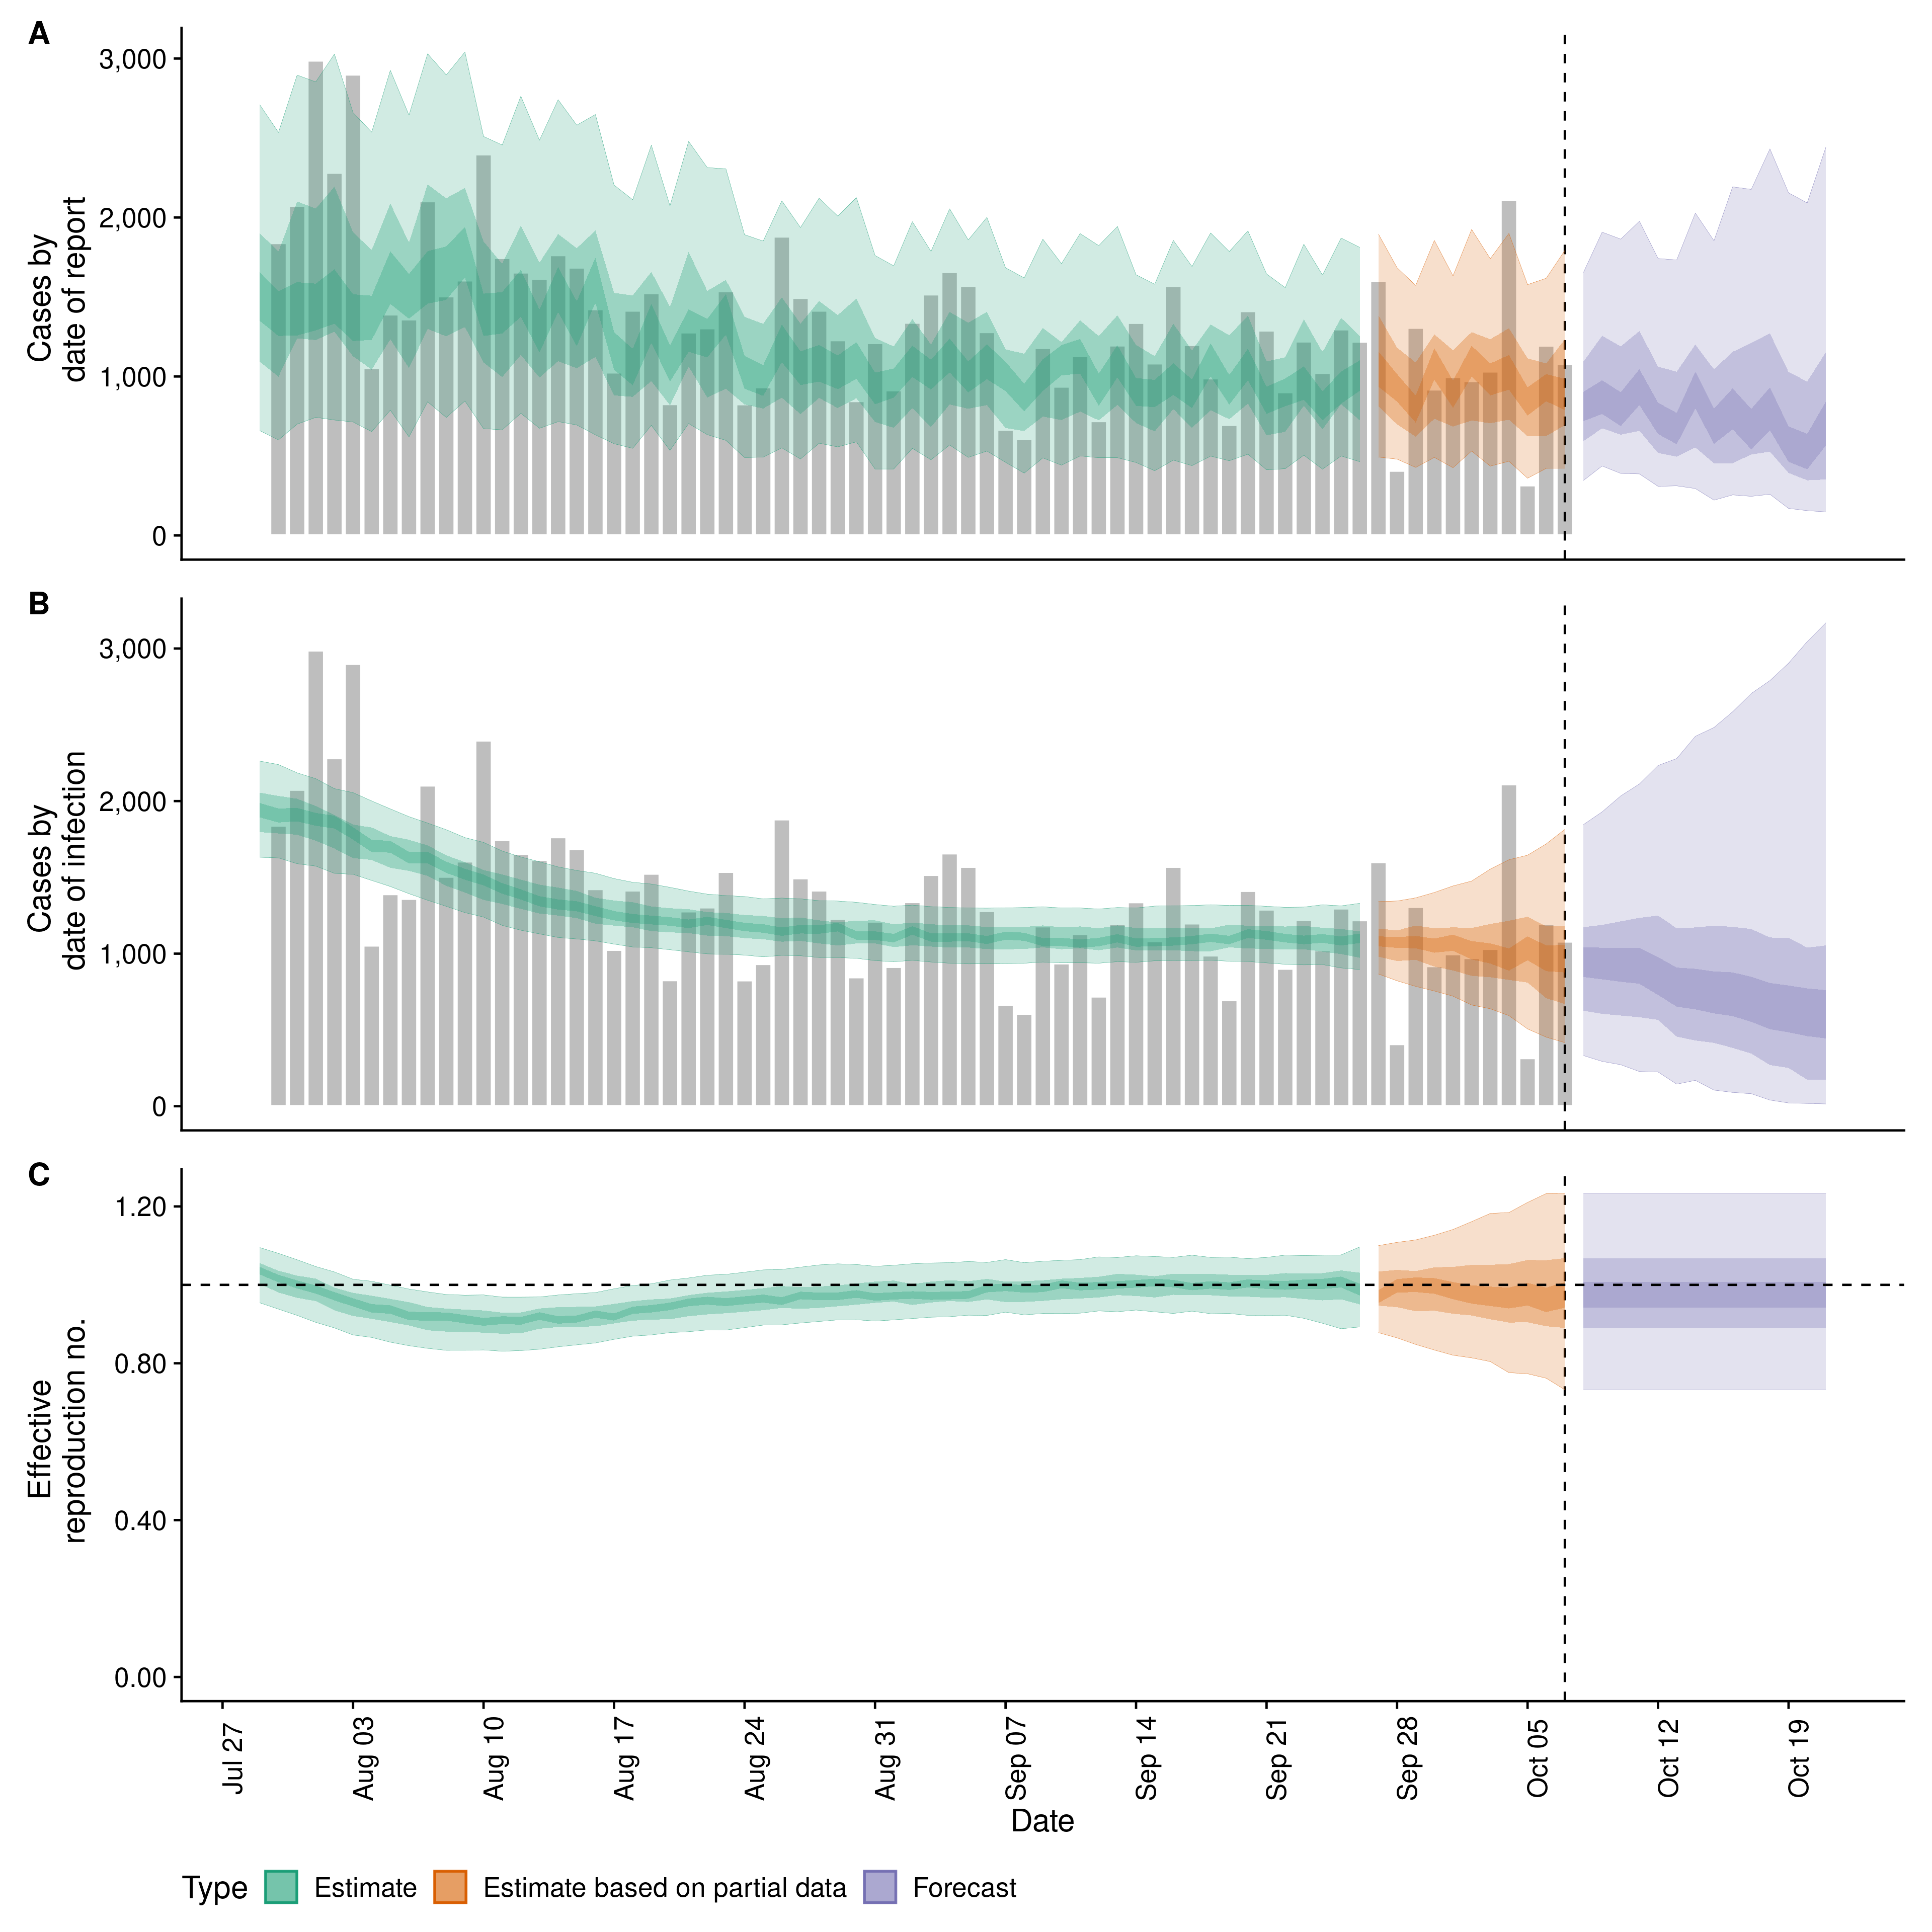 A
3,000
2,000
1,000
0
Cases by
date of report
B
3,000
2,000
1,000
0
Cases by
date of infection
C
1.20
0.80
0.40
0.00
Effective
reproduction no.
Jul 27
Aug 03
Aug 10
Aug 17
Aug 24
Aug 31
Sep 07
Sep 14
Sep 21
Sep 28
Oct 05
Oct 12
Oct 19
Date
Type Estimate Estimate based on partial data Forecast